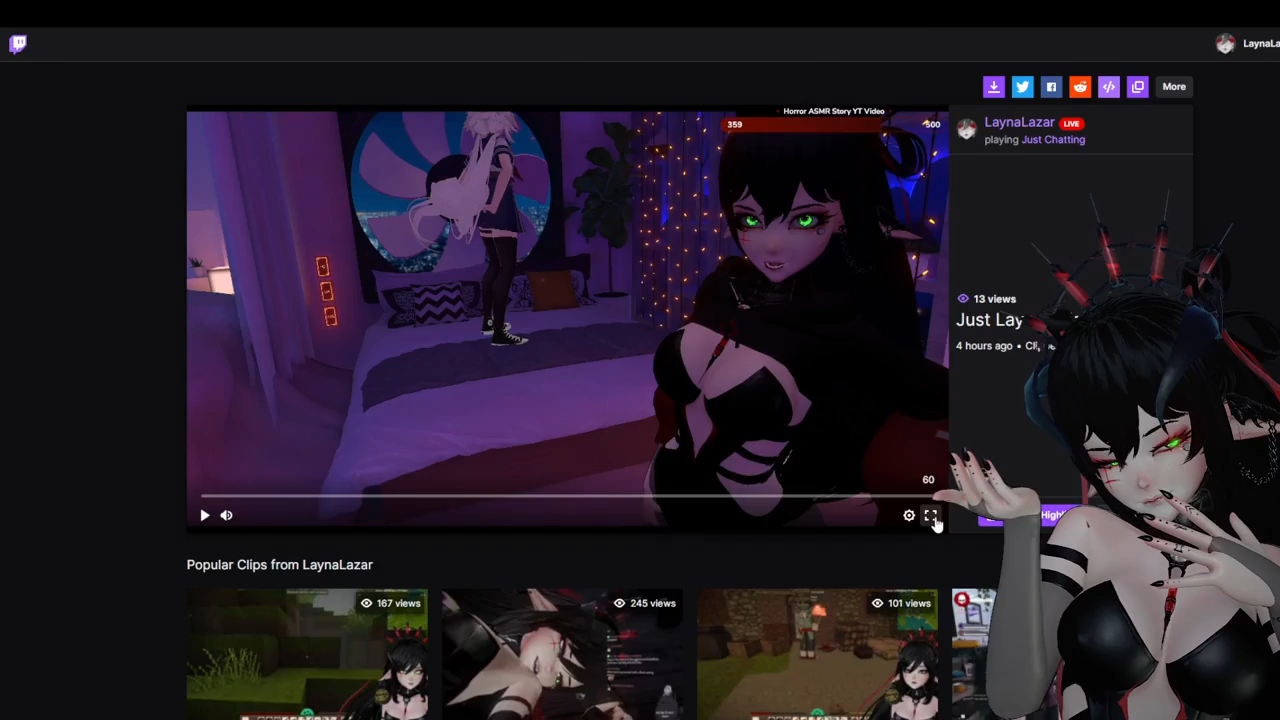 LaynaLa
More
Horror ASMR Story YT Video
359
500
LaynaLazar
LIVE
playing Just Chatting
13 views
Just Lay
4 hours ago •
60
Popular Clips from LaynaLazar
167 views
245 views
101 views